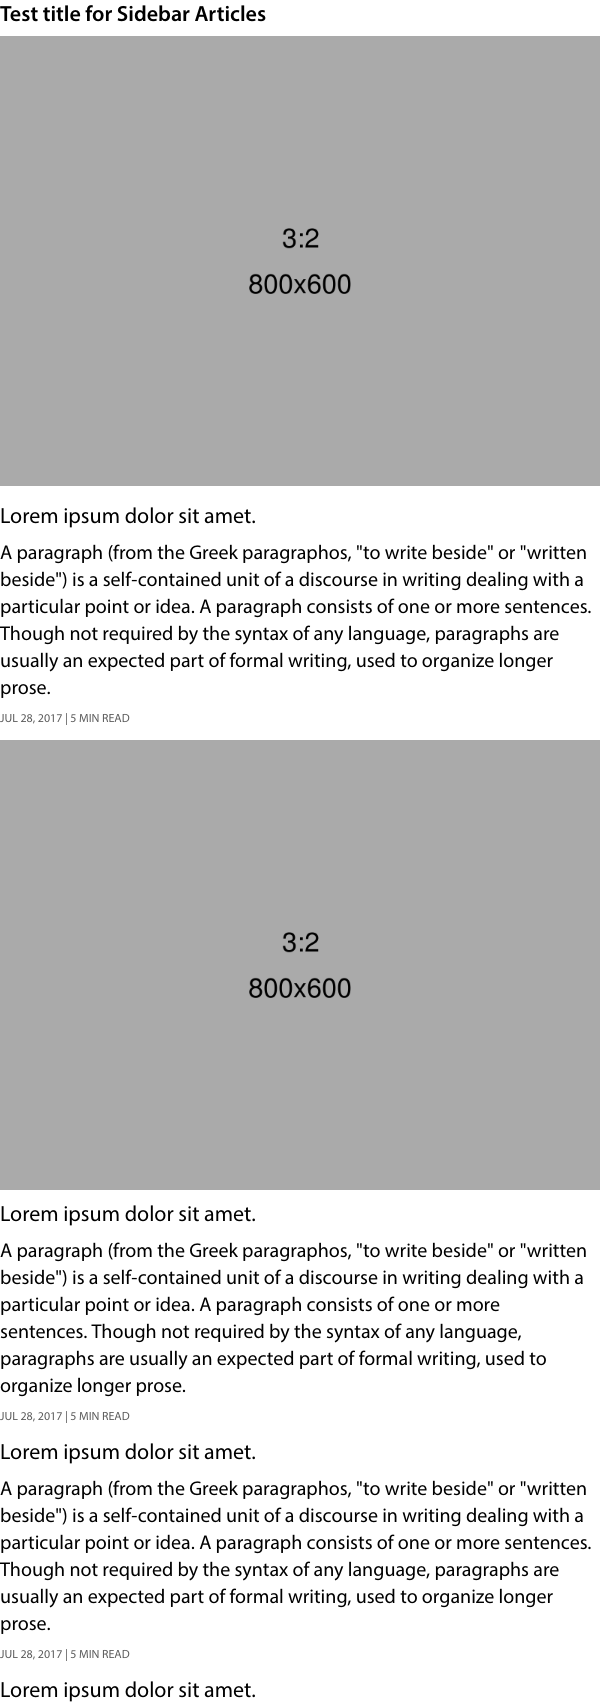 Test title for Sidebar Articles
3:2
800x600
Lorem ipsum dolor sit amet.
A paragraph (from the Greek paragraphos, "to write beside" or "written
beside") is a self-contained unit of a discourse in writing dealing with a
particular point or idea. A paragraph consists of one or more sentences.
Though not required by the syntax of any language, paragraphs are
usually an expected part of formal writing, used to organize longer
prose.
JUL 28, 2017 | 5 MIN READ
3:2
800x600
Lorem ipsum dolor sit amet.
A paragraph (from the Greek paragraphos, "to write beside" or "written
beside") is a self-contained unit of a discourse in writing dealing with a
particular point or idea. A paragraph consists of one or more
sentences. Though not required by the syntax of any language,
paragraphs are usually an expected part of formal writing, used to
organize longer prose.
JUL 28, 2017 | 5 MIN READ
Lorem ipsum dolor sit amet.
A paragraph (from the Greek paragraphos, "to write beside" or "written
beside") is a self-contained unit of a discourse in writing dealing with a
particular point or idea. A paragraph consists of one or more sentences.
Though not required by the syntax of any language, paragraphs are
usually an expected part of formal writing, used to organize longer
prose.
JUL 28, 2017 | 5 MIN READ
Lorem ipsum dolor sit amet.